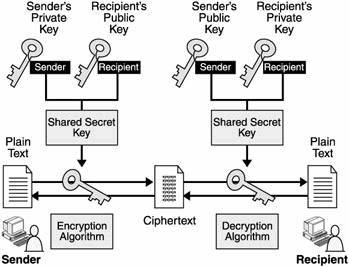 Sender's
Private
Key
Recipient's
Public
Key
Sender's
Public
Key
Recipient's
Private
Key
Sender
Recipient
Sender
Recipient
Shared Secret
Key
Shared Secret
Key
Plain
Text
Plain
Text
Encryption
Algorithm
Ciphertext
Decryption
Algorithm
Sender
Recipient